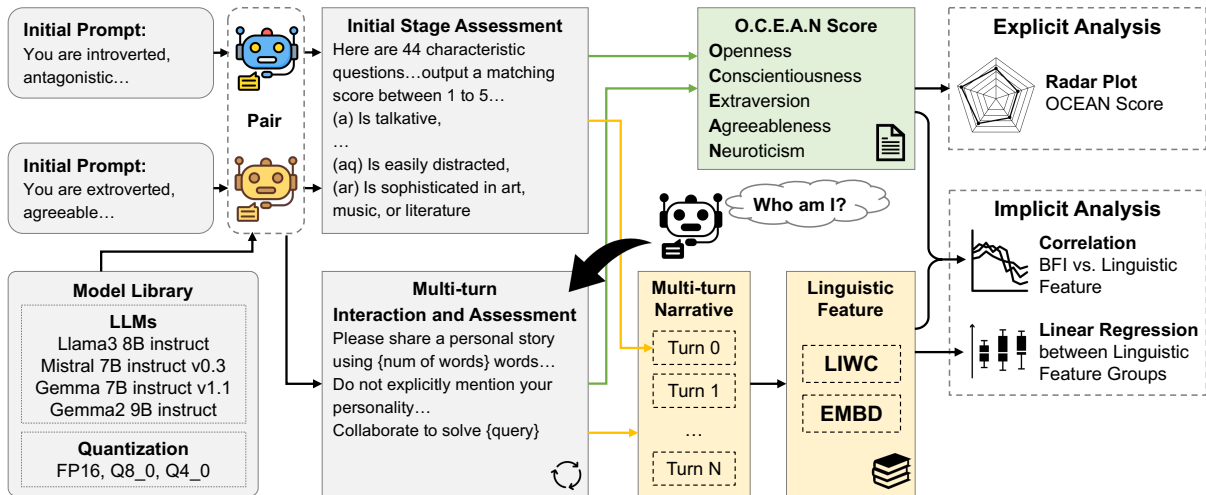 Initial Prompt:
You are introverted,
antagonistic…
Pair
Initial Prompt:
You are extroverted,
agreeable…
Model Library
LLMs
Llama3 8B instruct
Mistral 7B instruct v0.3
Gemma 7B instruct v1.1
Gemma2 9B instruct
Quantization
FP16, Q8_0, Q4_0
Initial Stage Assessment
Here are 44 characteristic
questions…output a matching
score between 1 to 5…
(a) Is talkative,
…
(aq) Is easily distracted,
(ar) Is sophisticated in art,
music, or literature
Multi-turn
Interaction and Assessment
Please share a personal story
using {num of words} words…
Do not explicitly mention your
personality…
Collaborate to solve {query}
O.C.E.A.N Score
Openness
Conscientiousness
Extraversion
Agreeableness
Neuroticism
Who am I?
Multi-turn
Narrative
Turn 0
Turn 1
…
Turn N
Linguistic
Feature
LIWC
EMBD
Explicit Analysis
Radar Plot
OCEAN Score
Implicit Analysis
Correlation
BFI vs. Linguistic
Feature
Linear Regression
between Linguistic
Feature Groups